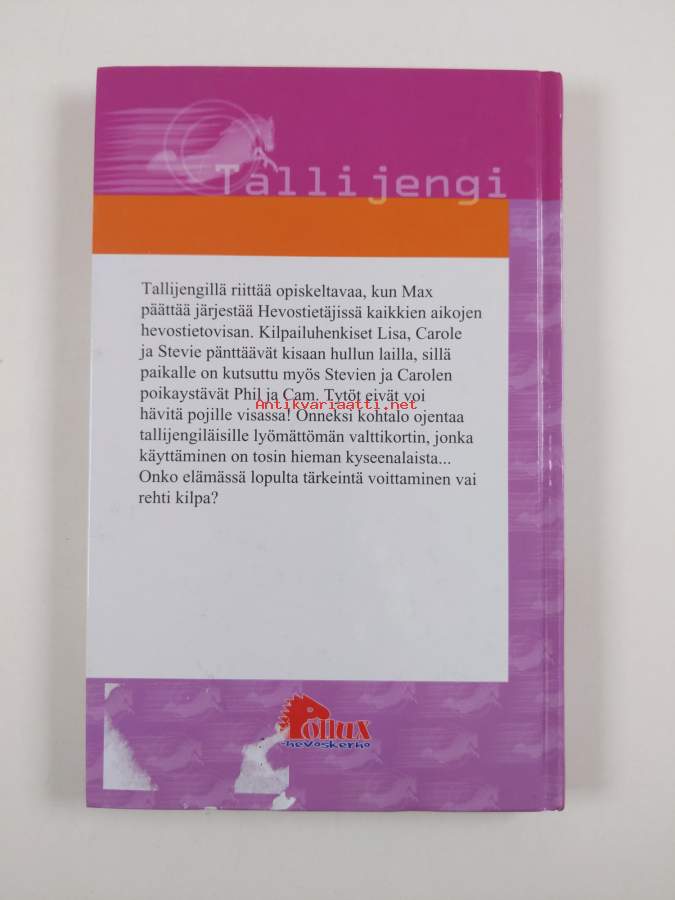 Tallijengi
Tallijengillä riittää opiskeltavaa, kun Max
päättää järjestää Hevostietäjissä kaikkien aikojen
hevostietovisan. Kilpailuhenkiset Lisa, Carole
ja Stevie pänttäävät kisaan hullun lailla, sillä
paikalle on kutsuttu myös Stevien ja Carolen
poikaystävät Phil ja Cam. Tytöt eivät voi
Antikvariaatti.net
hävitä pojille visassa! Onneksi kohtalo ojentaa
tallijengiläisille lyömättömän valttikortin, jonka
käyttäminen on tosin hieman kyseenalaista...
Onko elämässä lopulta tärkeintä voittaminen vai
rehti kilpa?
Pollux
-hevoskerho